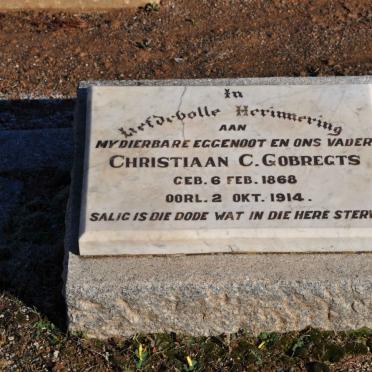 In
Liefdevolle Herinnering
AAN
MY DIERBARE EGGENOOT EN ONS VADER
CHRISTIAAN C. GOBREGTS
GEB. 6 FEB. 1868
OORL. 2 OKT. 1914.
SALIG IS DIE DODE WAT IN DIE HERE STERW